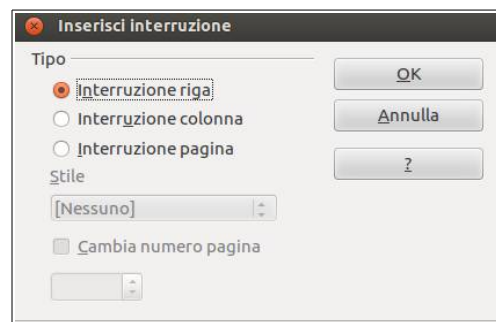 Inserisci interruzione
Tipo
Interruzione riga
Interruzione colonna
Interruzione pagina
Stile
[Nessuno]
Cambia numero pagina
OK
Annulla
?